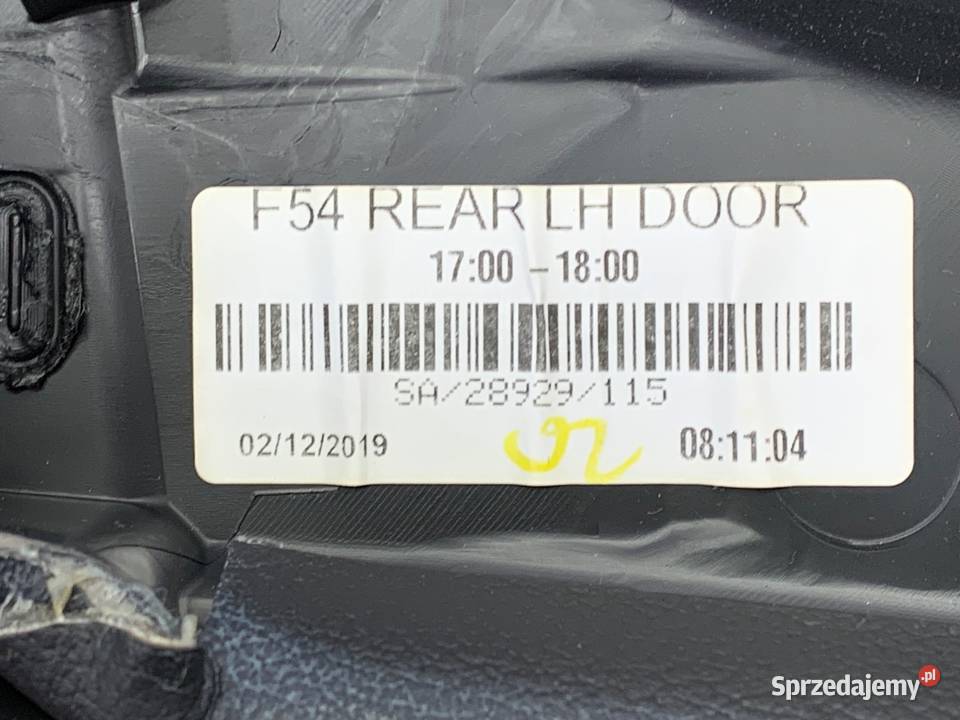 F54 REAR LH DOOR
17:00 – 18:00
SA/28929/115
02/12/2019
08:11:04
Sprzedajemy.pl